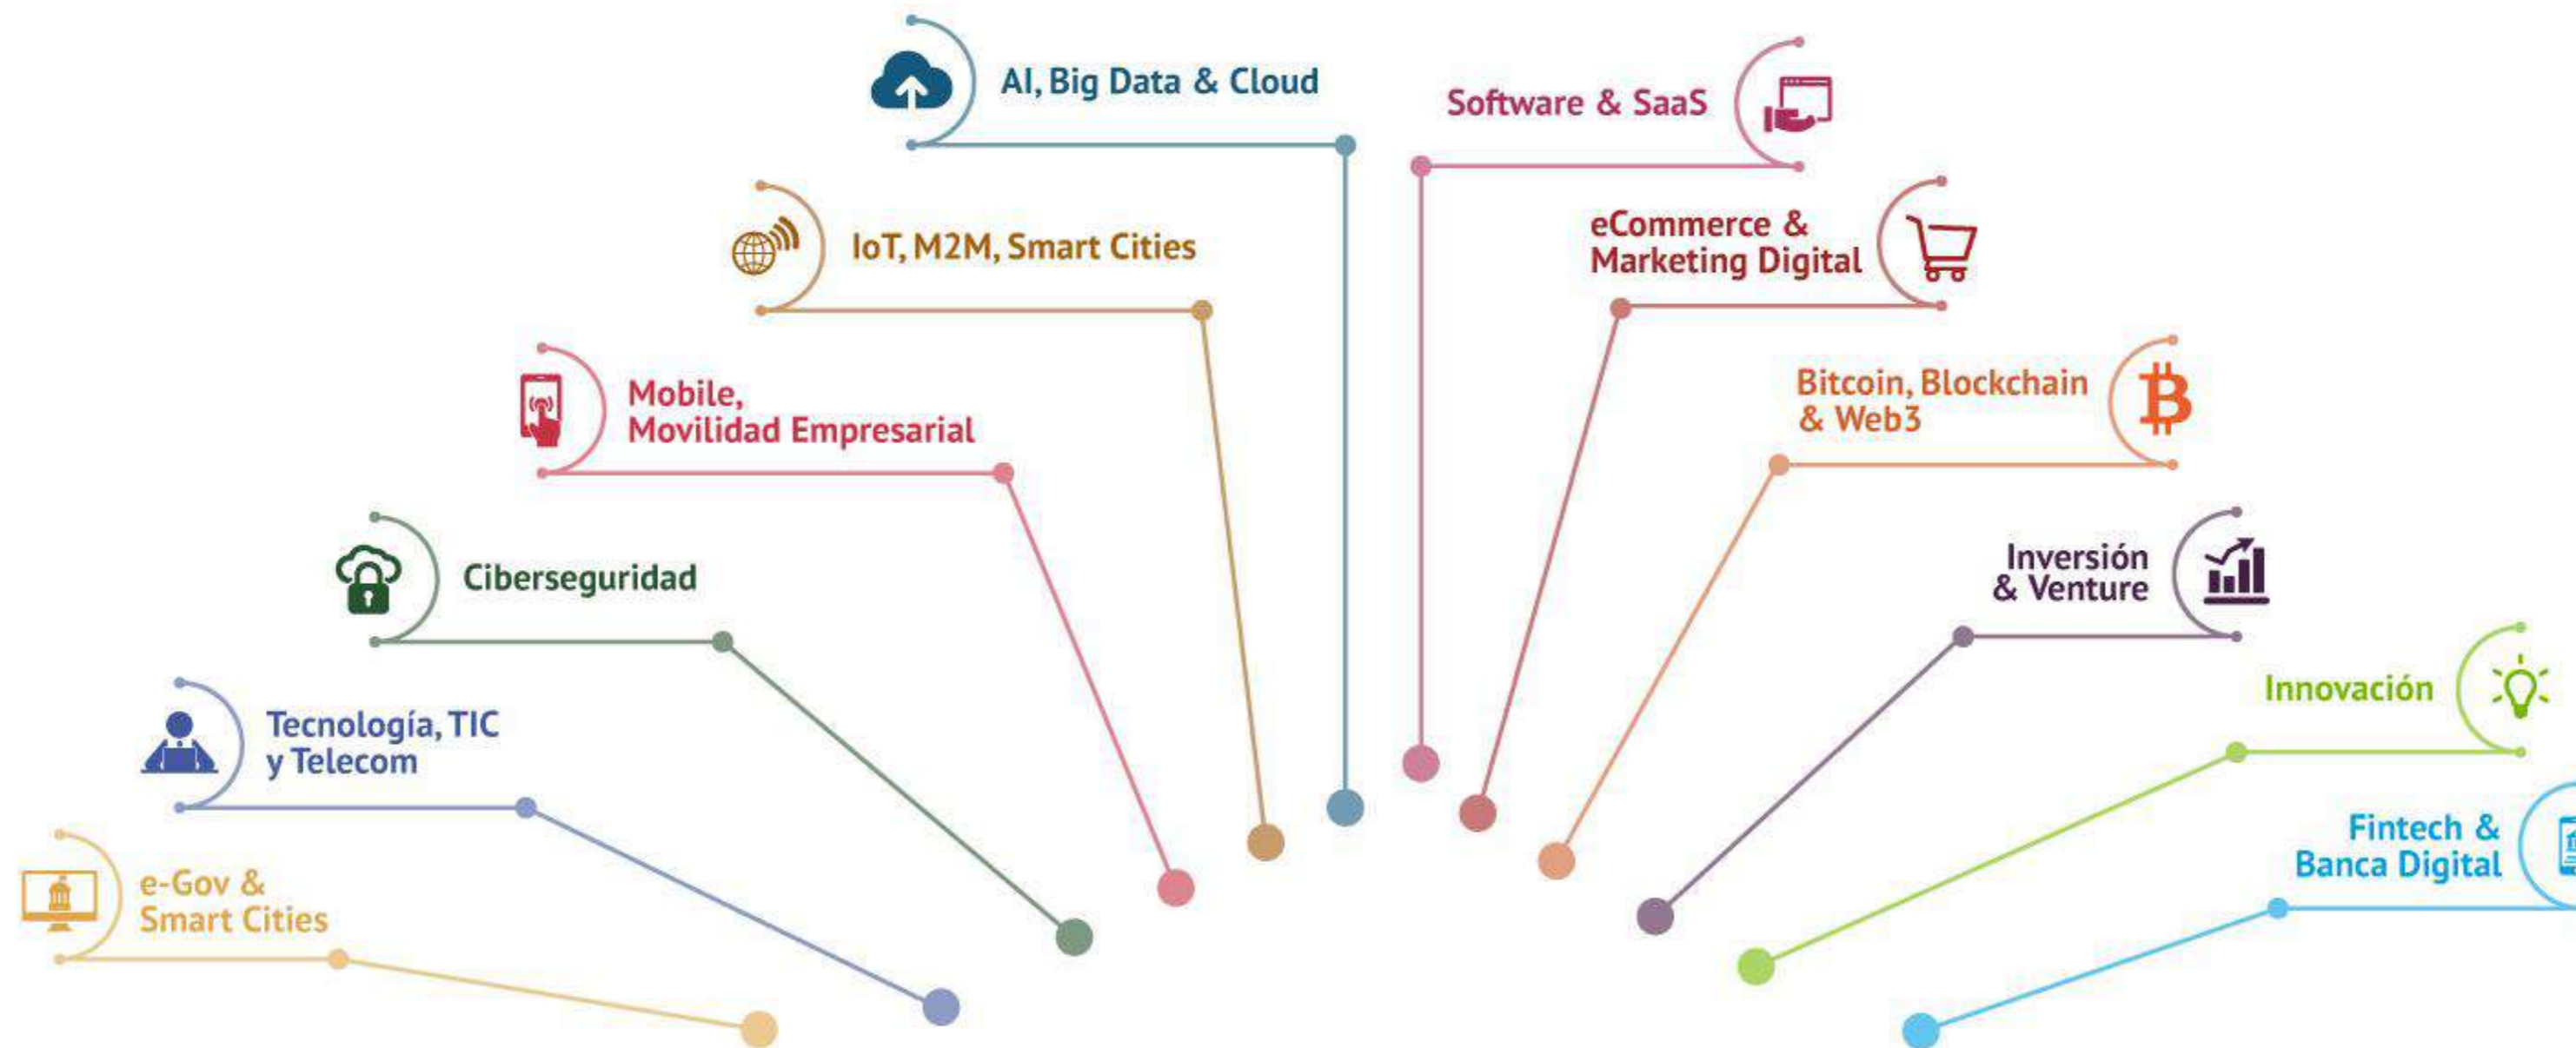 AI, Big Data & Cloud
Software & SaaS
IoT, M2M, Smart Cities
eCommerce &
Marketing Digital
Mobile,
Movilidad Empresarial
Bitcoin, Blockchain
& Web3
Ciberseguridad
Inversión
& Venture
Tecnología, TIC
y Telecom
Innovación
e-Gov &
Smart Cities
Fintech &
Banca Digital